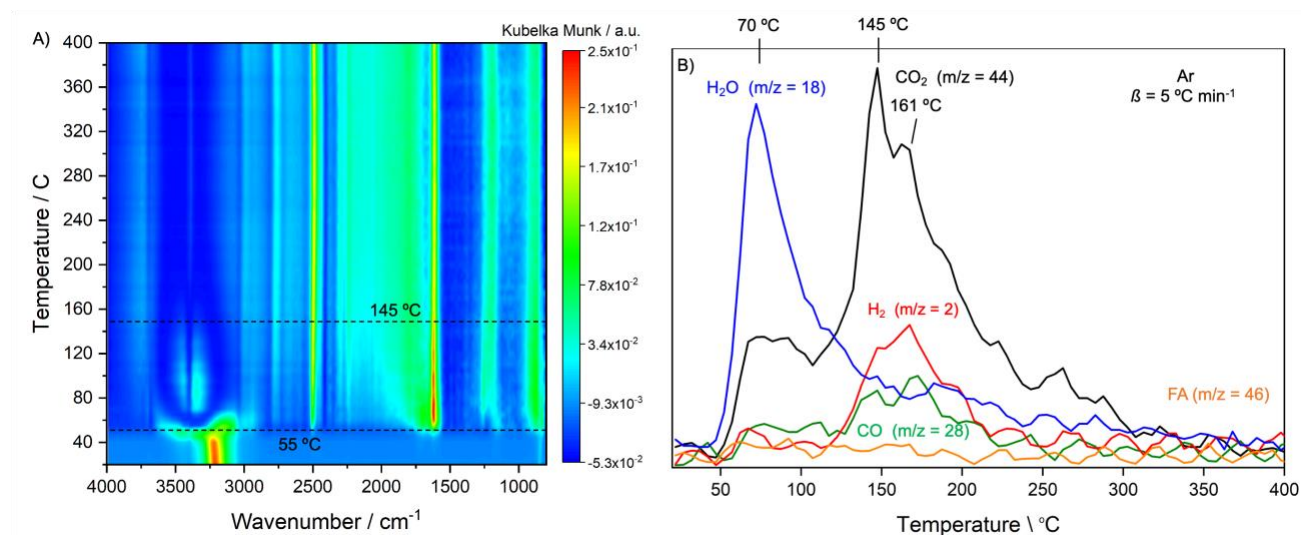 A)
Kubelka Munk / a.u.
400
360
320
280
240
200
160
120
80
40
Temperature / C
145 ºC
55 ºC
4000 3500 3000 2500 2000 1500 1000
Wavenumber / cm⁻¹
2.5x10⁻¹
2.1x10⁻¹
1.7x10⁻¹
1.2x10⁻¹
7.8x10⁻²
3.4x10⁻²
-9.3x10⁻³
-5.3x10⁻²
70 ºC
145 ºC
B)
H₂O (m/z = 18)
CO₂ (m/z = 44)
161 ºC
Ar
ß = 5 ºC min⁻¹
H₂ (m/z = 2)
FA (m/z = 46)
CO (m/z = 28)
50 100 150 200 250 300 350 400
Temperature \ °C